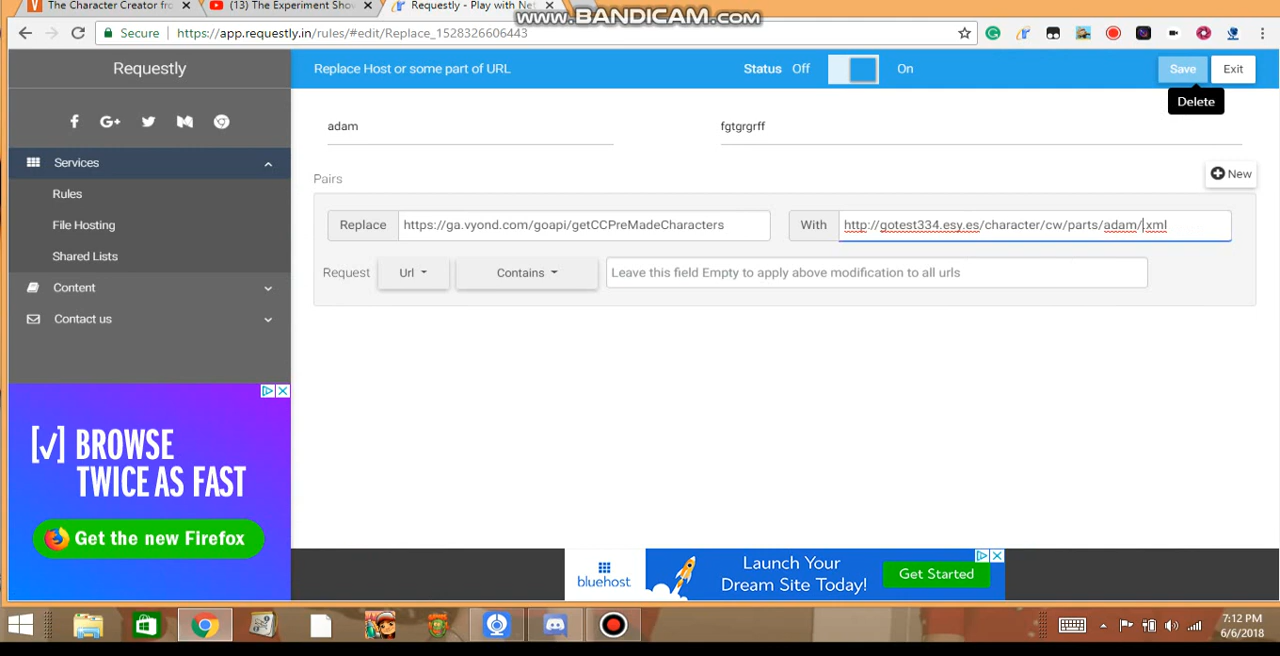 The Character Creator fro
(13) The Experiment Sho
Requestly - Play with Net
WWW.BANDICAM.COM
Secure
https://app.requestly.in/rules/#edit/Replace_1528326606443
Requestly
Replace Host or some part of URL
Status Off On
Save
Exit
Delete
Services
Rules
File Hosting
Shared Lists
Content
Contact us
adam
fgtgrgrff
Pairs
New
Replace
https://ga.vyond.com/goapi/getCCPreMadeCharacters
With
http://gotest334.esy.es/character/cw/parts/adam/.xml
Request
Url
Contains
Leave this field Empty to apply above modification to all urls
[√] BROWSE
TWICE AS FAST
Get the new Firefox
bluehost
Launch Your
Dream Site Today!
Get Started
7:12 PM
6/6/2018